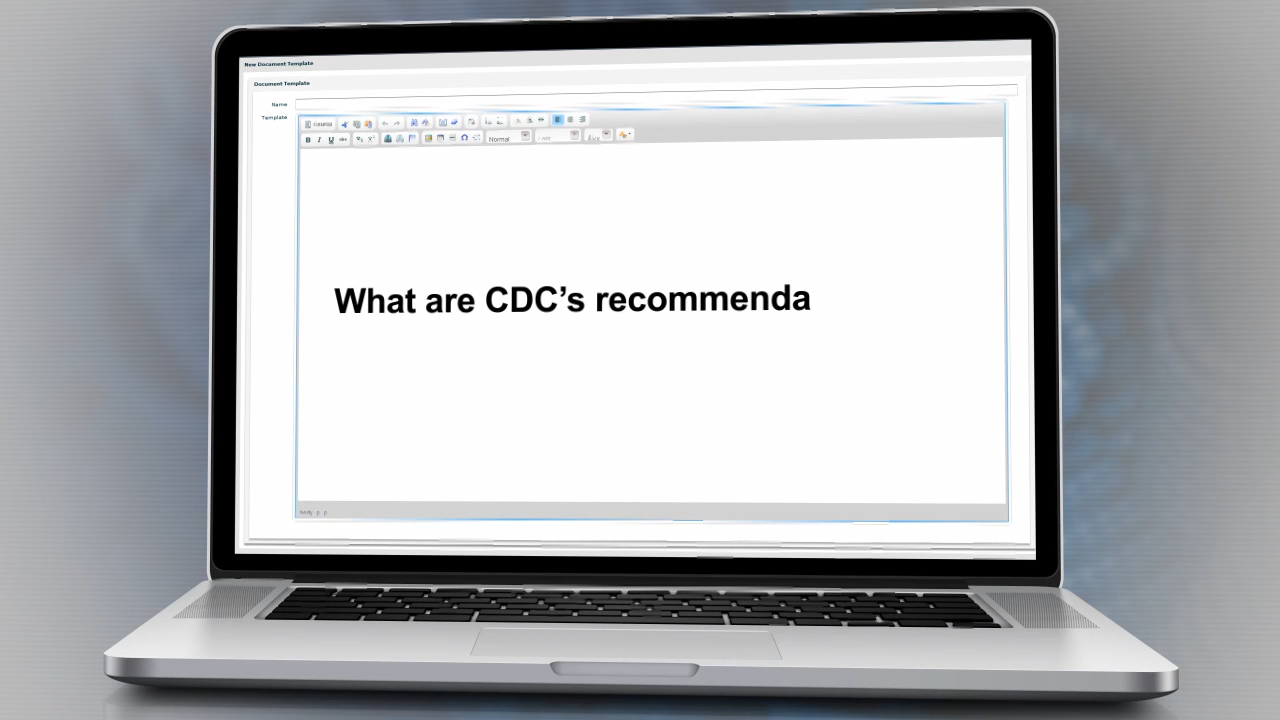 New Document Template
Document Template
Name
Template
B I U
Normal
What are CDC's recommenda